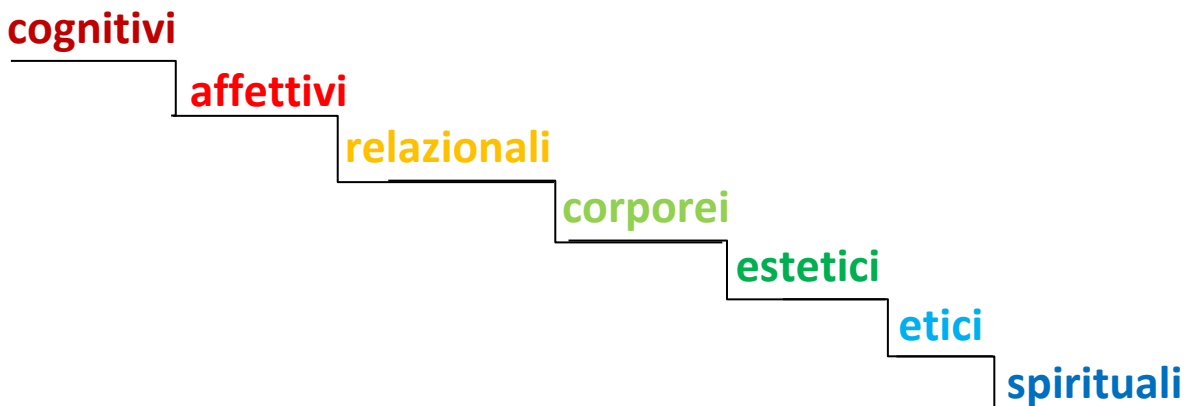 cognitivi
affettivi
relazionali
corporei
estetici
etici
spirituali